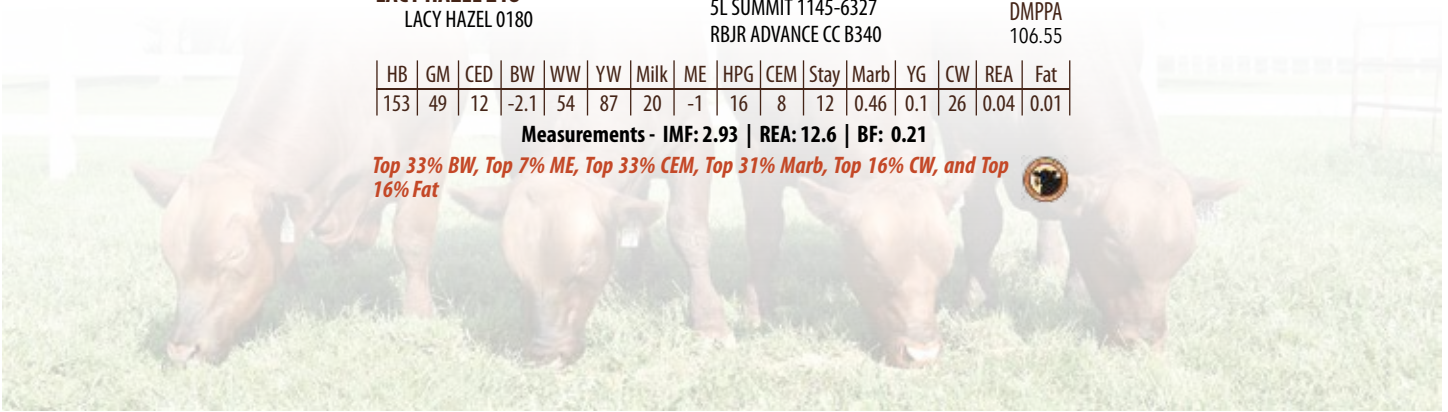 LACY HAZEL 0180
5L SUMMIT 1145-6327
RBJR ADVANCE CC B340
DMPPA
106.55
HB GM CED BW WW YW Milk ME HPG CEM Stay Marb YG CW REA Fat
153 49 12 -2.1 54 87 20 -1 16 8 12 0.46 0.1 26 0.04 0.01
Measurements - IMF: 2.93 | REA: 12.6 | BF: 0.21
Top 33% BW, Top 7% ME, Top 33% CEM, Top 31% Marb, Top 16% CW, and Top
16% Fat